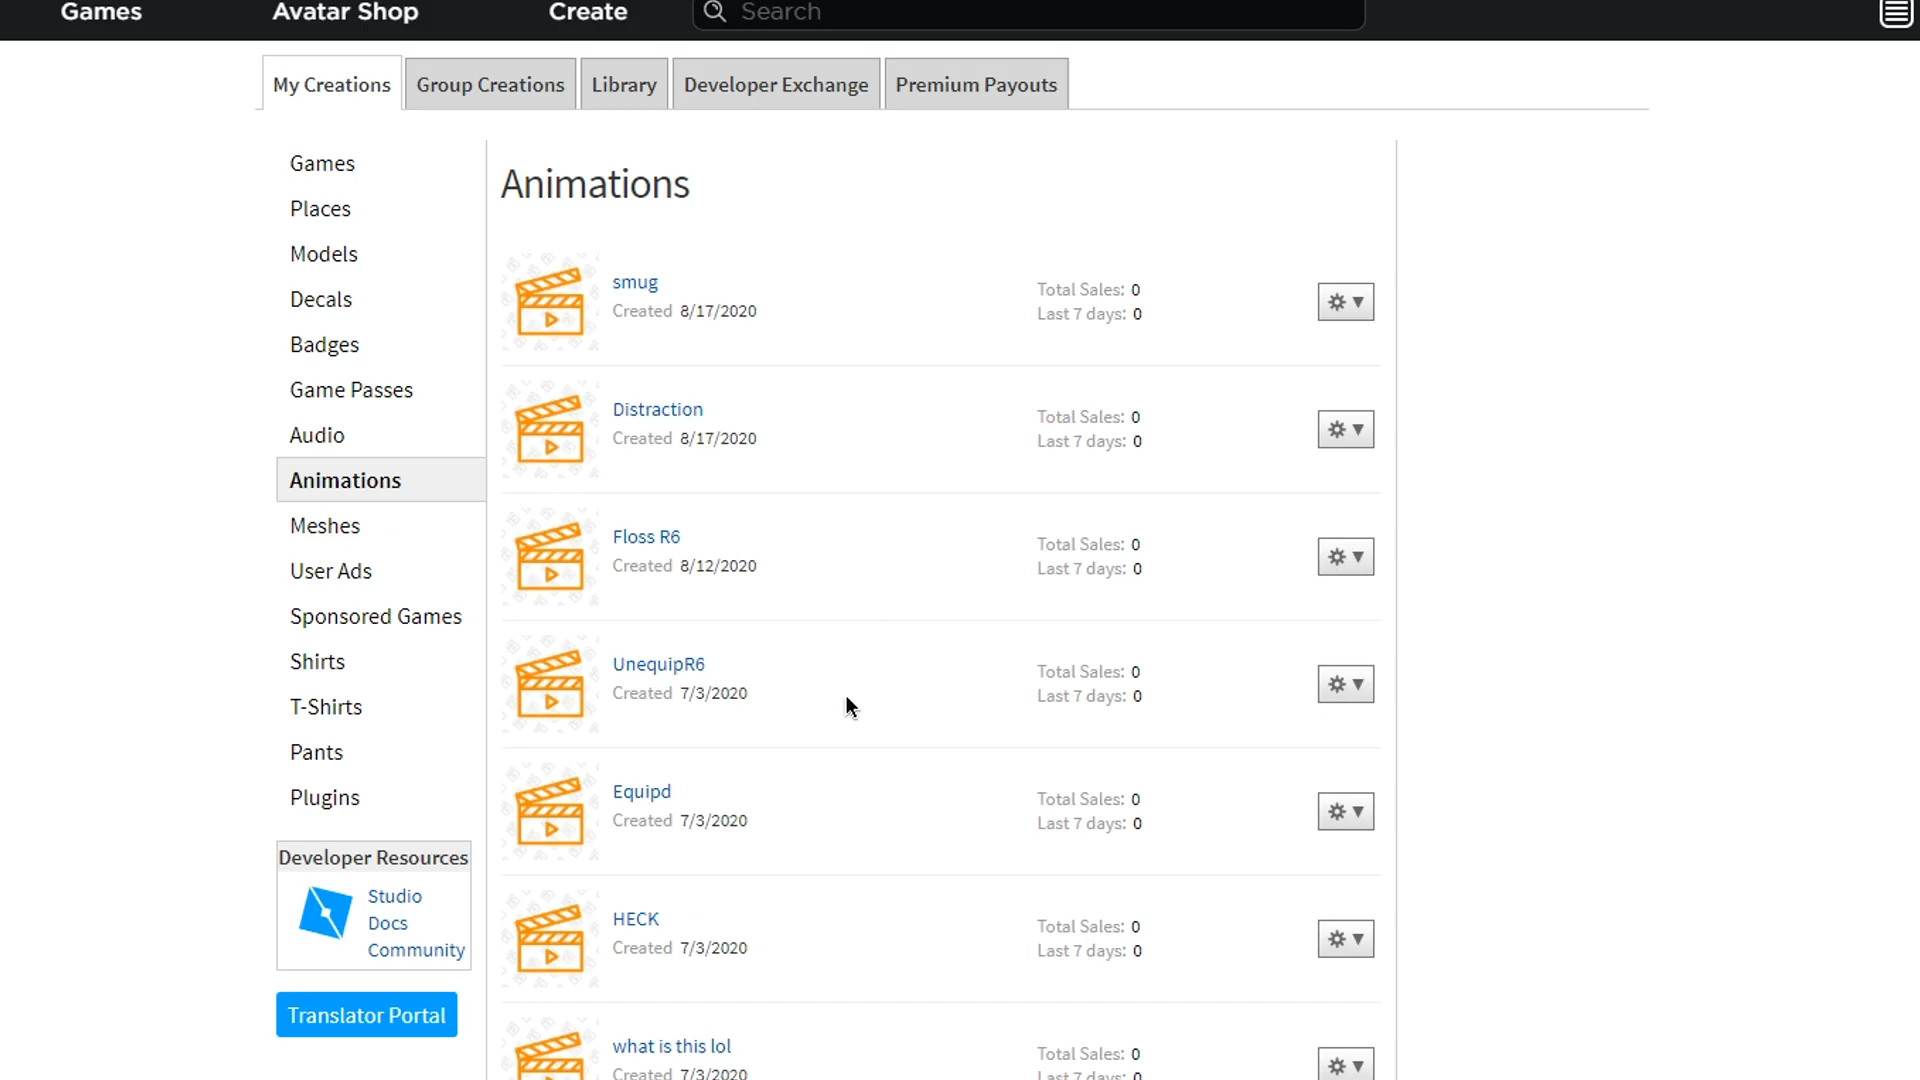 Games Avatar Shop Create Search
My Creations Group Creations Library Developer Exchange Premium Payouts
Games
Places
Models
Decals
Badges
Game Passes
Audio
Animations
Meshes
User Ads
Sponsored Games
Shirts
T-Shirts
Pants
Plugins
Developer Resources
Studio
Docs
Community
Translator Portal
Animations
smug
Created 8/17/2020
Total Sales: 0
Last 7 days: 0
Distraction
Created 8/17/2020
Total Sales: 0
Last 7 days: 0
Floss R6
Created 8/12/2020
Total Sales: 0
Last 7 days: 0
UnequipR6
Created 7/3/2020
Total Sales: 0
Last 7 days: 0
Equipd
Created 7/3/2020
Total Sales: 0
Last 7 days: 0
HECK
Created 7/3/2020
Total Sales: 0
Last 7 days: 0
what is this lol
Created 7/3/2020
Total Sales: 0
Last 7 days: 0